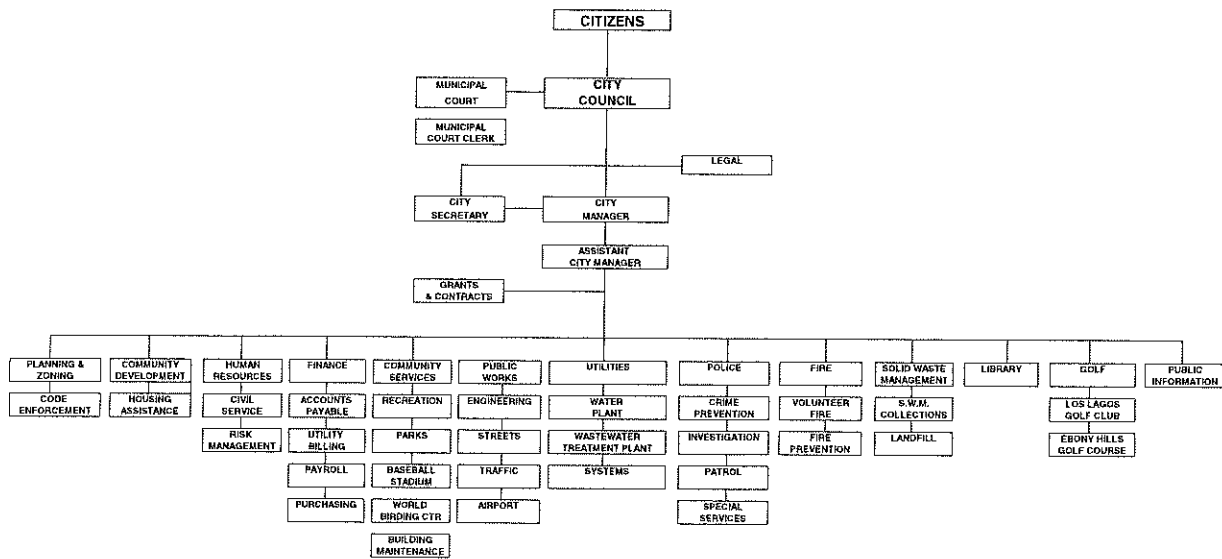 CITIZENS
MUNICIPAL
COURT
CITY
COUNCIL
MUNICIPAL
COURT CLERK
LEGAL
CITY
SECRETARY
CITY
MANAGER
ASSISTANT
CITY MANAGER
GRANTS
& CONTRACTS
PLANNING &
ZONING
CODE
ENFORCEMENT
COMMUNITY
DEVELOPMENT
HOUSING
ASSISTANCE
HUMAN
RESOURCES
CIVIL
SERVICE
RISK
MANAGEMENT
FINANCE
ACCOUNTS
PAYABLE
UTILITY
BILLING
PAYROLL
PURCHASING
COMMUNITY
SERVICES
RECREATION
PARKS
BASEBALL
STADIUM
WORLD
BIRDING CTR
BUILDING
MAINTENANCE
PUBLIC
WORKS
ENGINEERING
STREETS
TRAFFIC
AIRPORT
UTILITIES
WATER
PLANT
WASTEWATER
TREATMENT PLANT
SYSTEMS
POLICE
CRIME
PREVENTION
INVESTIGATION
PATROL
SPECIAL
SERVICES
FIRE
VOLUNTEER
FIRE
FIRE
PREVENTION
SOLID WASTE
MANAGEMENT
S.W.M.
COLLECTIONS
LANDFILL
LIBRARY
GOLF
LOS LAGOS
GOLF CLUB
EBONY HILLS
GOLF COURSE
PUBLIC
INFORMATION